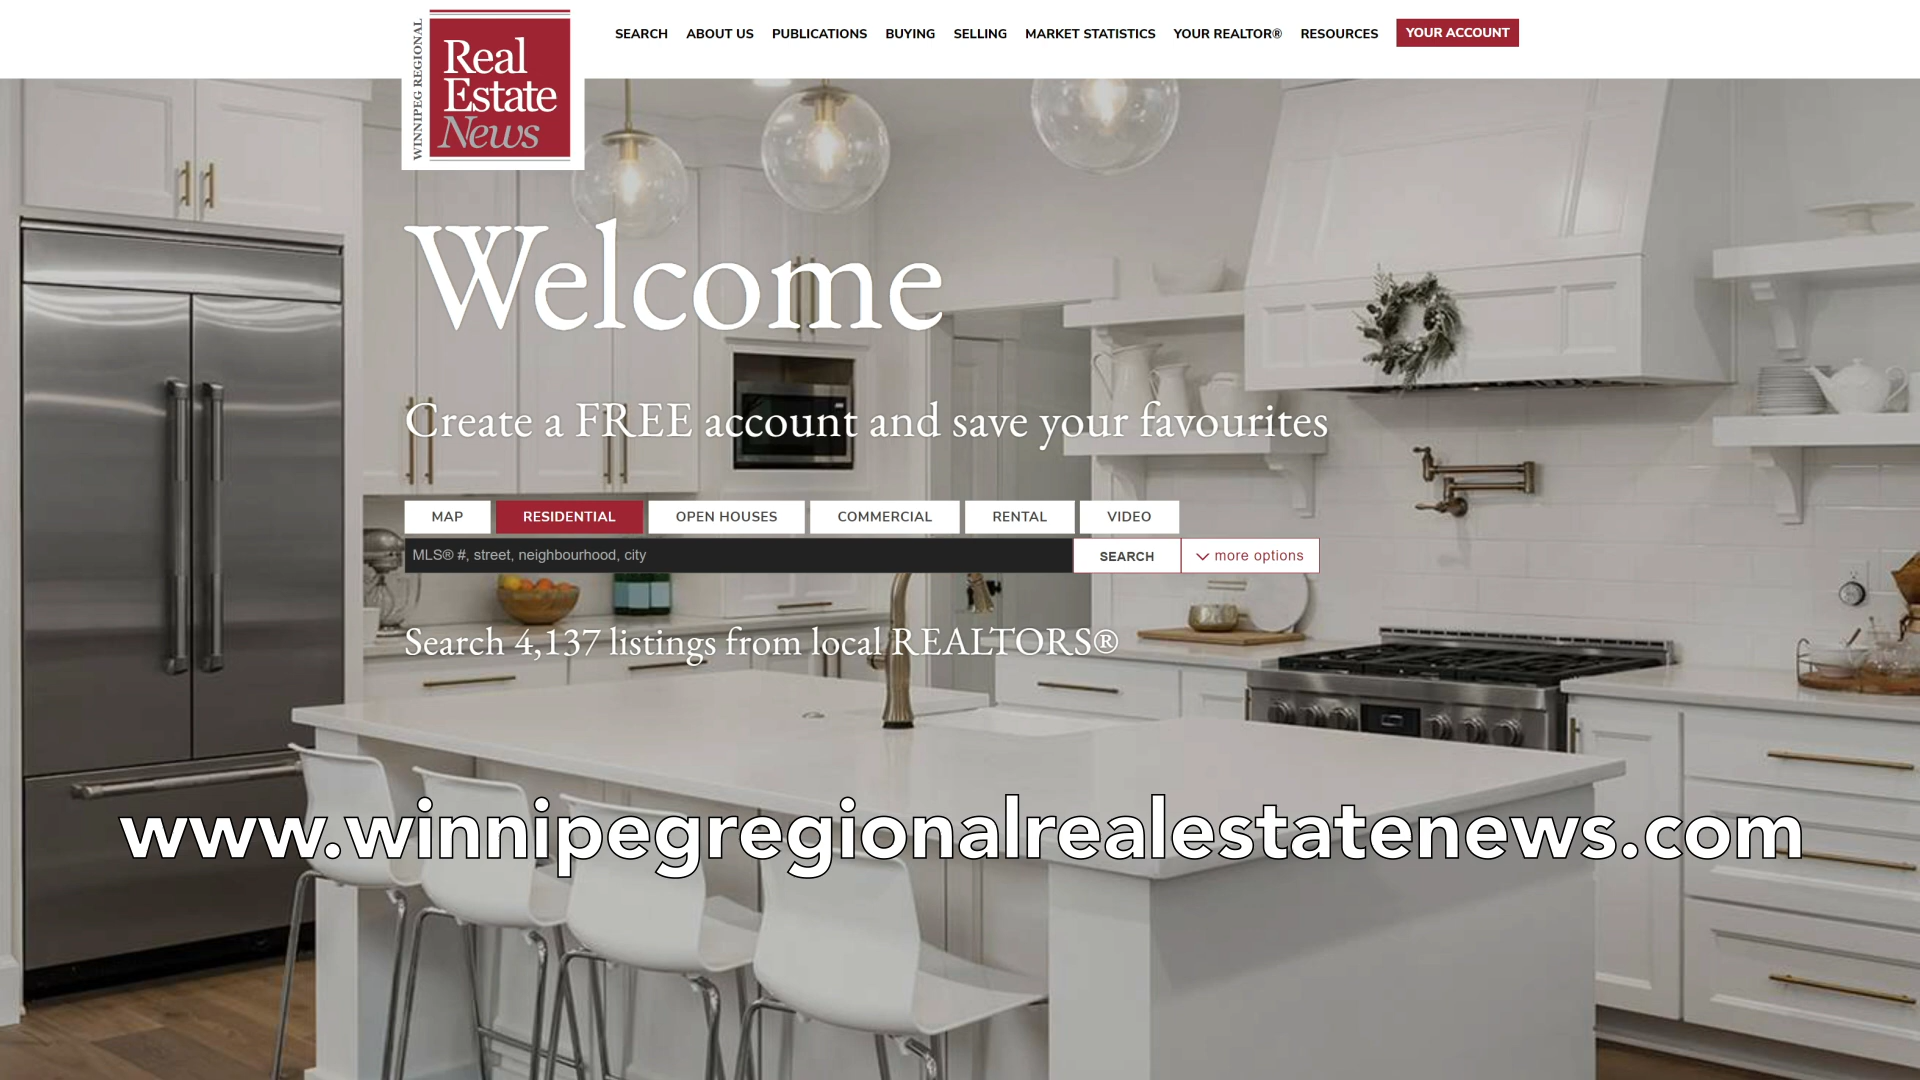 WINNIPEG REGIONAL
Real
Estate
News
SEARCH ABOUT US PUBLICATIONS BUYING SELLING MARKET STATISTICS YOUR REALTOR® RESOURCES YOUR ACCOUNT
Welcome
Create a FREE account and save your favourites
MAP RESIDENTIAL OPEN HOUSES COMMERCIAL RENTAL VIDEO
MLS® #, street, neighbourhood, city SEARCH more options
Search 4,137 listings from local REALTORS®
www.winnipegregionalrealestatenews.com